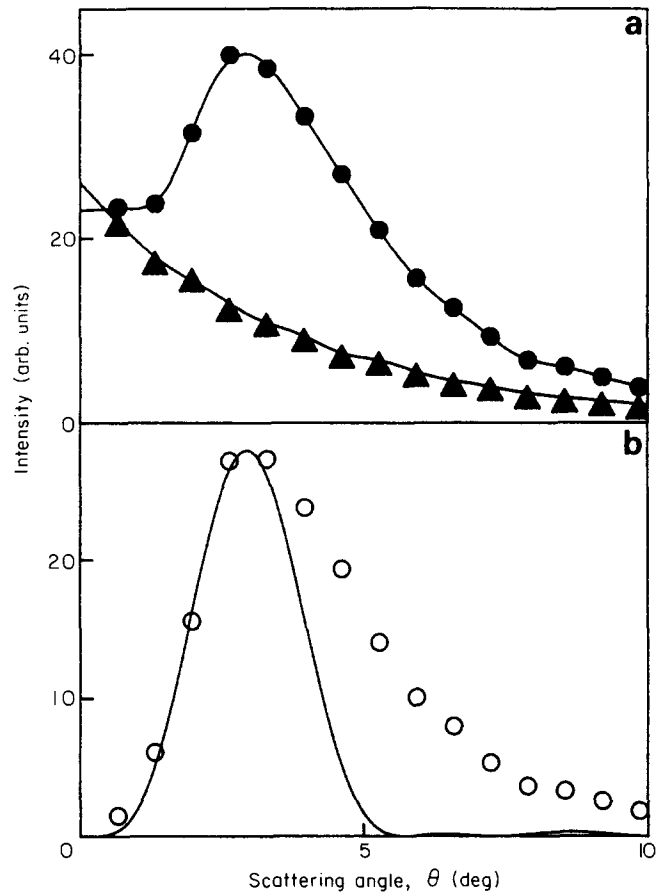 a
40
20
0
Intensity (arb. units)
b
20
10
0
5
10
Scattering angle, θ (deg)